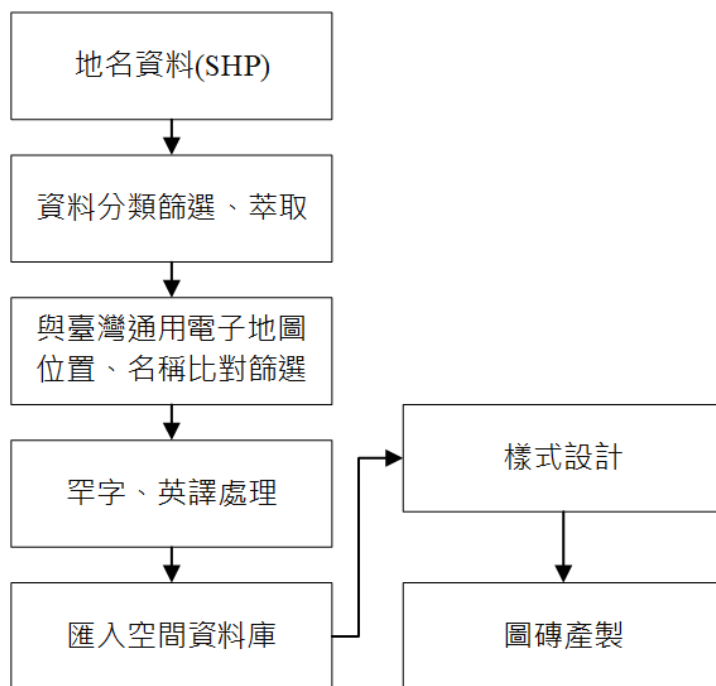 地名資料(SHP)
資料分類篩選、萃取
與臺灣通用電子地圖
位置、名稱比對篩選
罕字、英譯處理
匯入空間資料庫
樣式設計
圖磚產製